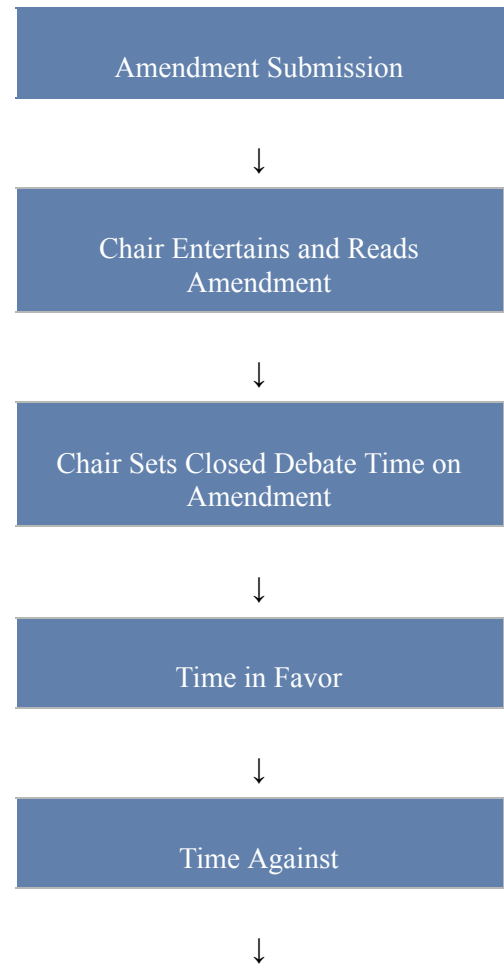 Amendment Submission
↓
Chair Entertains and Reads
Amendment
↓
Chair Sets Closed Debate Time on
Amendment
↓
Time in Favor
↓
Time Against
↓